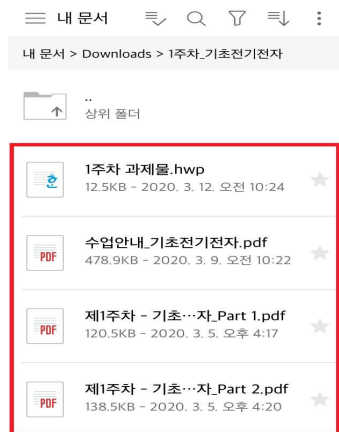 내 문서
내 문서 > Downloads > 1주차_기초전기전자
..
상위 폴더
1주차 과제물.hwp
12.5KB - 2020. 3. 12. 오전 10:24
수업안내_기초전기전자.pdf
478.9KB - 2020. 3. 9. 오전 10:22
제1주차 - 기초…자_Part 1.pdf
120.5KB - 2020. 3. 5. 오후 4:17
제1주차 - 기초…자_Part 2.pdf
138.5KB - 2020. 3. 5. 오후 4:20
한
PDF
PDF
PDF